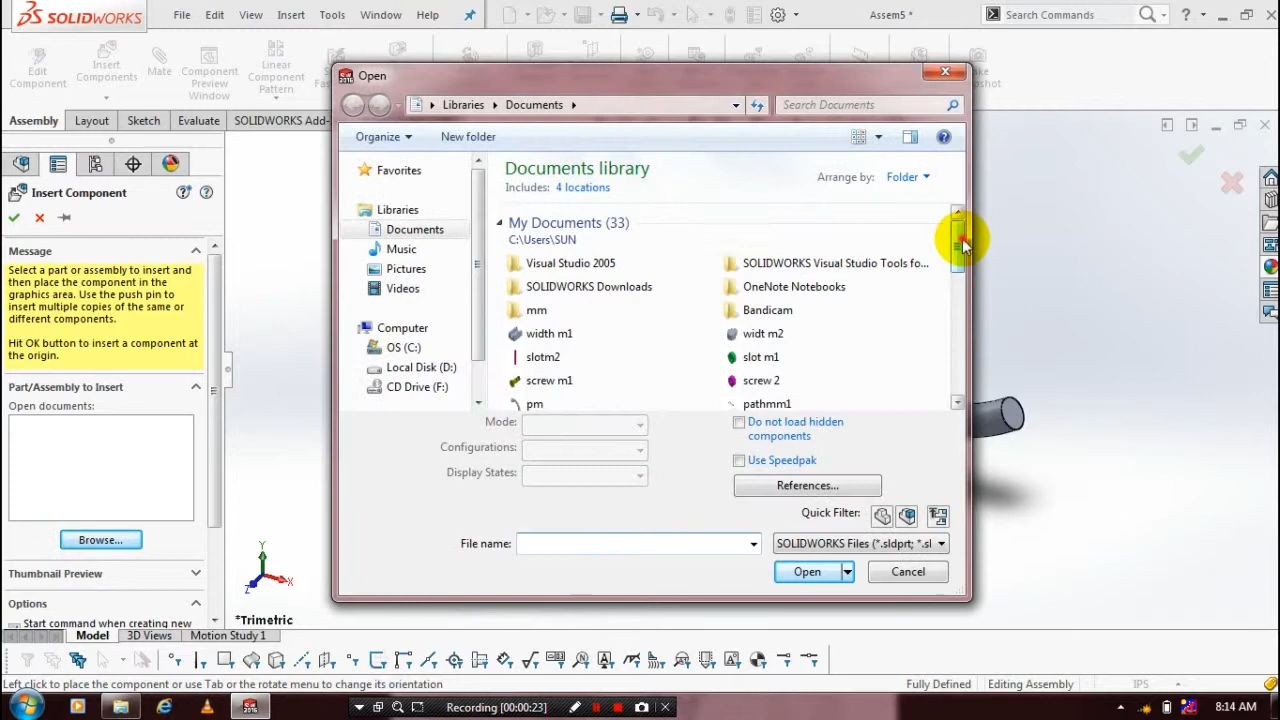 SOLIDWORKS
File Edit View Insert Tools Window Help
Assem5 *
Search Commands
Edit Component
Insert Components
Mate
Component Preview Window
Linear Component Pattern
Assembly Layout Sketch Evaluate SOLIDWORKS Add-
Insert Component
Message
Select a part or assembly to insert and
then place the component in the
graphics area. Use the push pin to
insert multiple copies of the same or
different components.
Hit OK button to insert a component at
the origin.
Part/Assembly to Insert
Open documents:
Browse...
Thumbnail Preview
Options
Start command when creating new
Open
Libraries Documents
Search Documents
Organize New folder
Favorites
Libraries
Documents
Music
Pictures
Videos
Computer
OS (C:)
Local Disk (D:)
CD Drive (F:)
Documents library
Includes: 4 locations
Arrange by: Folder
My Documents (33)
C:\Users\SUN
Visual Studio 2005 SOLIDWORKS Visual Studio Tools fo...
SOLIDWORKS Downloads OneNote Notebooks
mm Bandicam
width m1 widt m2
slotm2 slot m1
screw m1 screw 2
pm pathmm1
Mode:
Configurations:
Display States:
Do not load hidden
components
Use Speedpak
References...
Quick Filter:
File name: SOLIDWORKS Files (*.sldprt; *.sl
Open Cancel
Y
X
Z
*Trimetric
Model 3D Views Motion Study 1
Left click to place the component or use Tab or the rotate menu to change its orientation
Fully Defined Editing Assembly IPS
Recording [00:00:23]
8:14 AM